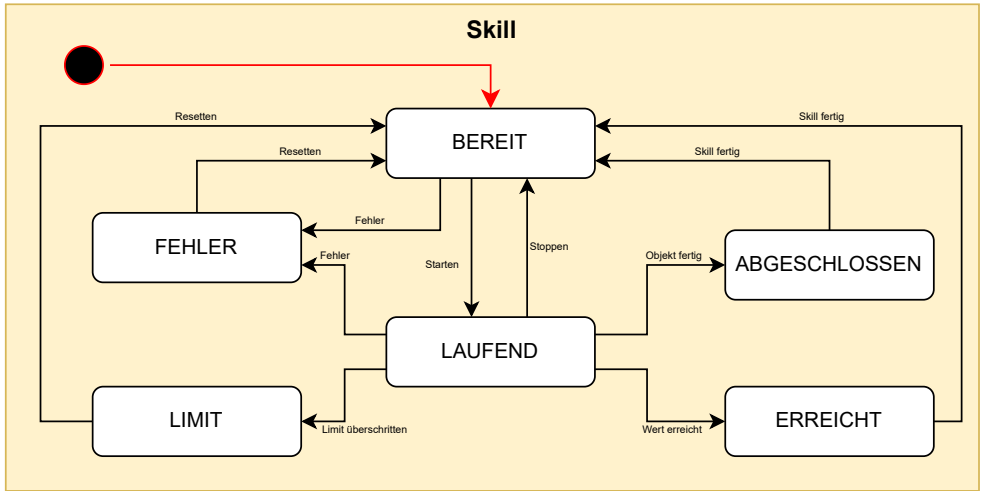 Skill
Resetten
Skill fertig
BEREIT
Resetten
Skill fertig
Fehler
FEHLER
Stoppen
Fehler
Starten
Objekt fertig
ABGESCHLOSSEN
LAUFEND
LIMIT
Limit überschritten
Wert erreicht
ERREICHT